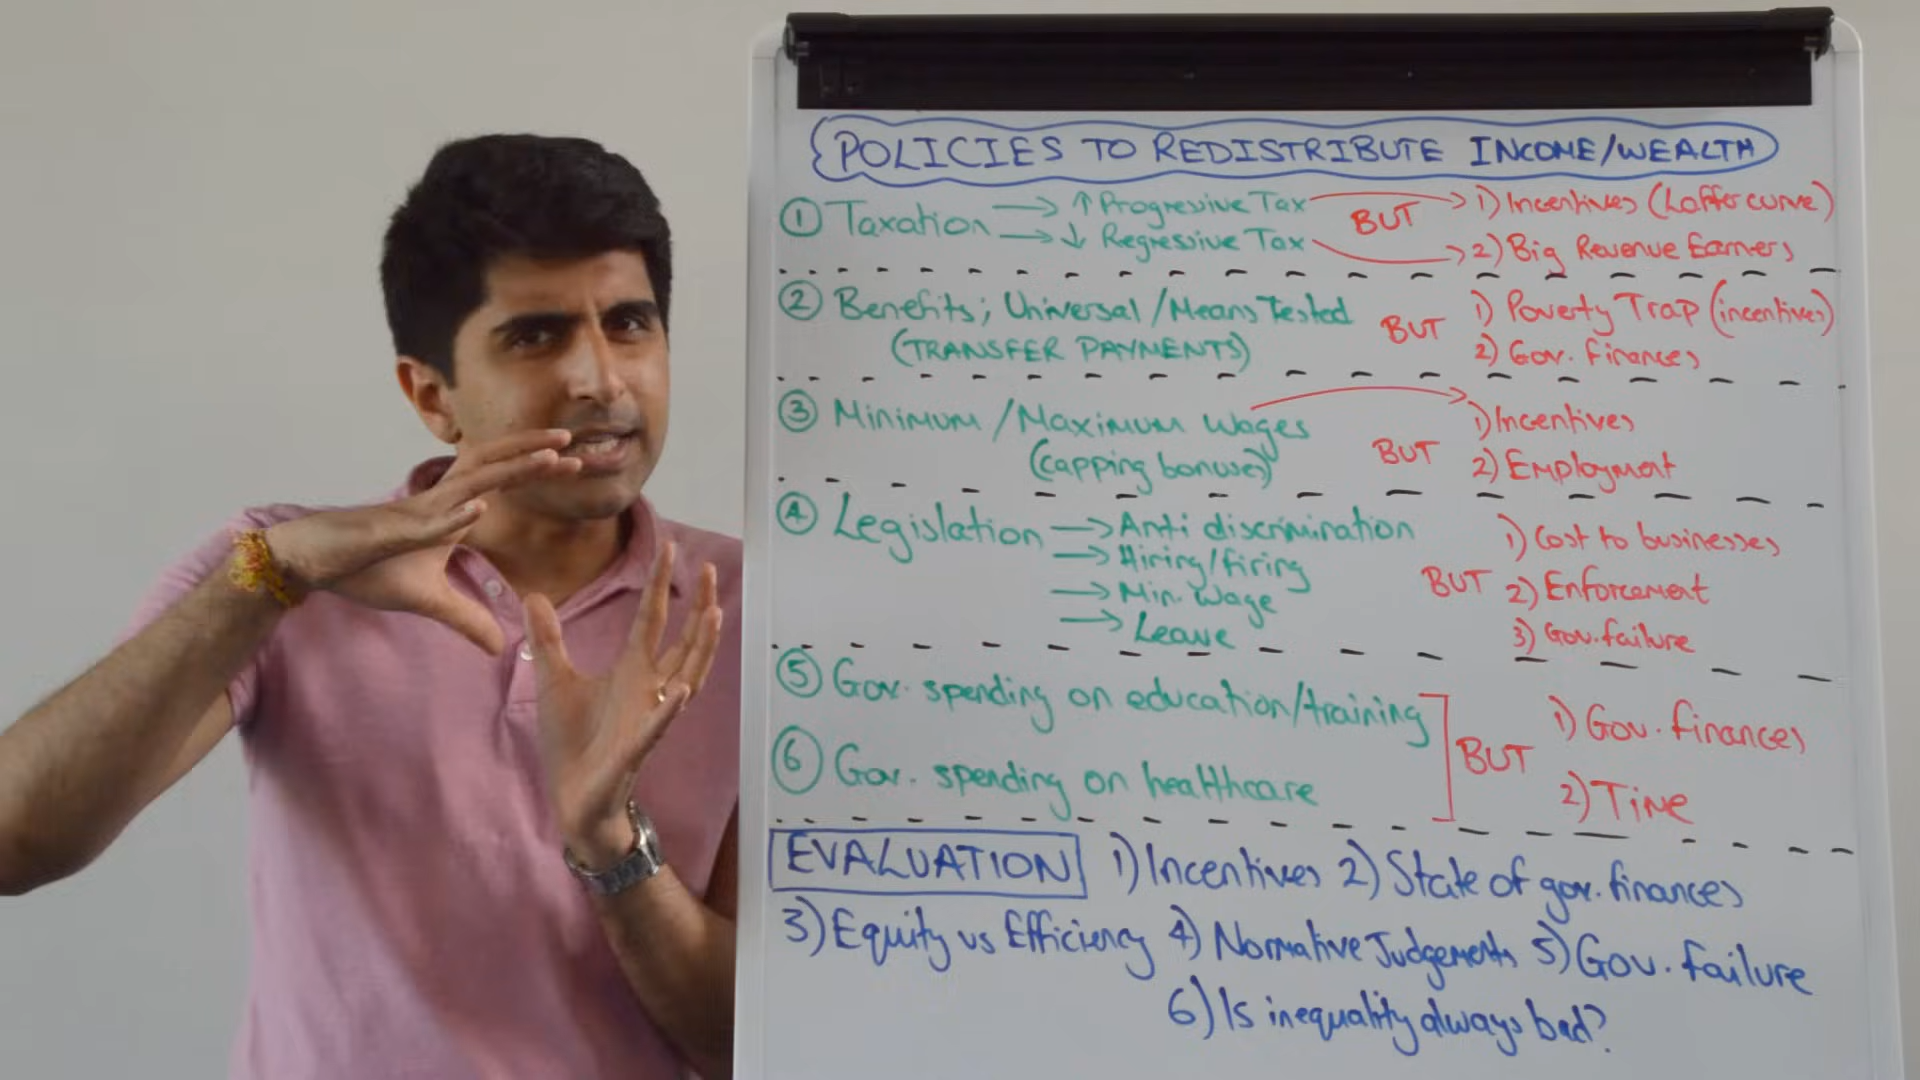 POLICIES TO REDISTRIBUTE INCOME/WEALTH
① Taxation → ↑ Progressive Tax BUT → 1) Incentives (Laffer curve)
→ ↓ Regressive Tax → 2) Big Revenue Earners
② Benefits; Universal/Means Tested BUT 1) Poverty Trap (incentives)
(TRANSFER PAYMENTS) 2) Gov. finances
③ Minimum/Maximum Wages BUT 1) Incentives
(capping bonuses) 2) Employment
④ Legislation → Anti discrimination BUT 1) Cost to businesses
→ Hiring/firing 2) Enforcement
→ Min. Wage
→ Leave 3) Gov. failure
⑤ Gov. spending on education/training BUT 1) Gov. finances
⑥ Gov. spending on healthcare 2) Time
EVALUATION 1) Incentives 2) State of gov. finances
3) Equity vs Efficiency 4) Normative Judgements 5) Gov. failure
6) Is inequality always bad?